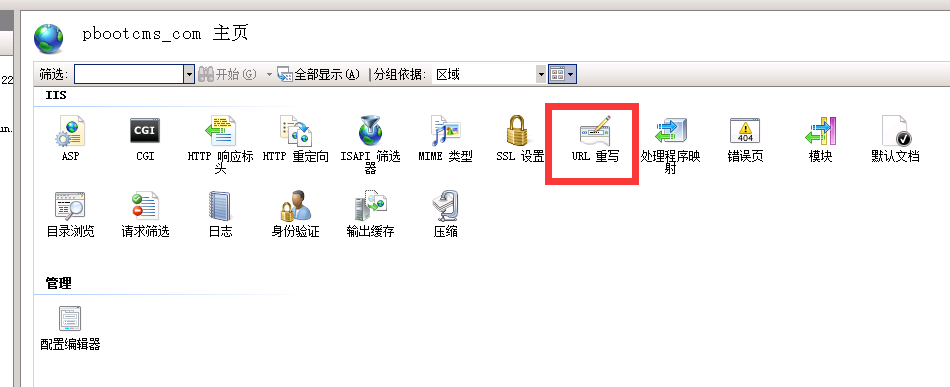 pbootcms_com 主页
筛选: 开始(G) 全部显示(A) 分组依据: 区域
22
IIS
un.
CGI
404
ASP CGI HTTP 响应标头 HTTP 重定向 ISAPI 筛选器 MIME 类型 SSL 设置 URL 重写 处理程序映射 错误页 模块 默认文档
目录浏览 请求筛选 日志 身份验证 输出缓存 压缩
管理
配置编辑器